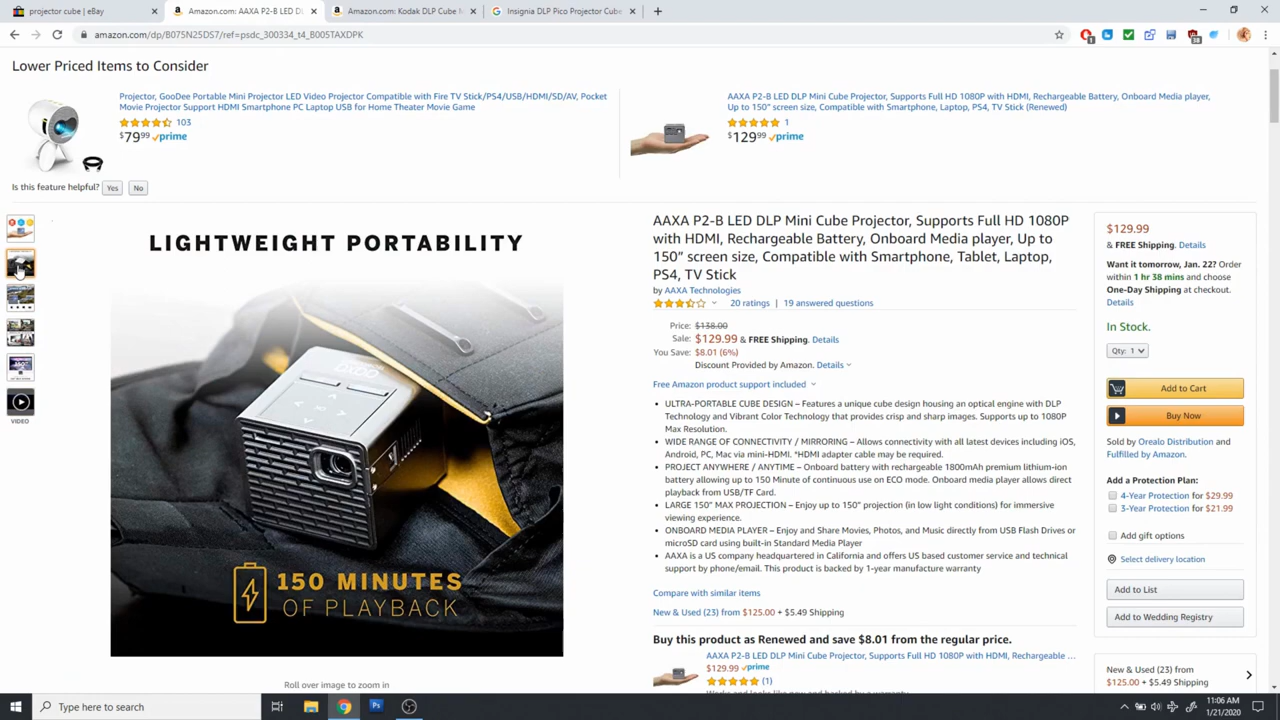 projector cube | eBay
Amazon.com: AAXA P2-B LED DL
Amazon.com: Kodak DLP Cube M
Insignia DLP Pico Projector Cube
amazon.com/dp/B075N25DS7/ref=psdc_300334_t4_B005TAXDPK
1
38
Lower Priced Items to Consider
Projector, GooDee Portable Mini Projector LED Video Projector Compatible with Fire TV Stick/PS4/USB/HDMI/SD/AV, Pocket
Movie Projector Support HDMI Smartphone PC Laptop USB for Home Theater Movie Game
103
$79.99 prime
AAXA P2-B LED DLP Mini Cube Projector, Supports Full HD 1080P with HDMI, Rechargeable Battery, Onboard Media player,
Up to 150” screen size, Compatible with Smartphone, Laptop, PS4, TV Stick (Renewed)
1
$129.99 prime
Is this feature helpful? Yes No
VIDEO
LIGHTWEIGHT PORTABILITY
150 MINUTES
OF PLAYBACK
Roll over image to zoom in
AAXA P2-B LED DLP Mini Cube Projector, Supports Full HD 1080P
with HDMI, Rechargeable Battery, Onboard Media player, Up to
150” screen size, Compatible with Smartphone, Tablet, Laptop,
PS4, TV Stick
by AAXA Technologies
20 ratings | 19 answered questions
Price: $138.00
Sale: $129.99 & FREE Shipping. Details
You Save: $8.01 (6%)
Discount Provided by Amazon. Details
Free Amazon product support included
• ULTRA-PORTABLE CUBE DESIGN – Features a unique cube design housing an optical engine with DLP
Technology and Vibrant Color Technology that provides crisp and sharp images. Supports up to 1080P
Max Resolution.
• WIDE RANGE OF CONNECTIVITY / MIRRORING – Allows connectivity with all latest devices including iOS,
Android, PC, Mac via mini-HDMI. *HDMI adapter cable may be required.
• PROJECT ANYWHERE / ANYTIME – Onboard battery with rechargeable 1800mAh premium lithium-ion
battery allowing up to 150 Minute of continuous use on ECO mode. Onboard media player allows direct
playback from USB/TF Card.
• LARGE 150” MAX PROJECTION – Enjoy up to 150” projection (in low light conditions) for immersive
viewing experience.
• ONBOARD MEDIA PLAYER – Enjoy and Share Movies, Photos, and Music directly from USB Flash Drives or
microSD card using built-in Standard Media Player
• AAXA is a US company headquartered in California and offers US based customer service and technical
support by phone/email. This product is backed by 1-year manufacture warranty
Compare with similar items
New & Used (23) from $125.00 + $5.49 Shipping
Buy this product as Renewed and save $8.01 from the regular price.
AAXA P2-B LED DLP Mini Cube Projector, Supports Full HD 1080P with HDMI, Rechargeable ...
$129.99 prime
(1)
Works and looks like new and backed by a warranty
$129.99
& FREE Shipping. Details
Want it tomorrow, Jan. 22? Order
within 1 hr 38 mins and choose
One-Day Shipping at checkout.
Details
In Stock.
Qty: 1
Add to Cart
Buy Now
Sold by Orealo Distribution and
Fulfilled by Amazon.
Add a Protection Plan:
4-Year Protection for $29.99
3-Year Protection for $21.99
Add gift options
Select delivery location
Add to List
Add to Wedding Registry
New & Used (23) from
$125.00 + $5.49 Shipping
Type here to search
11:06 AM
1/21/2020